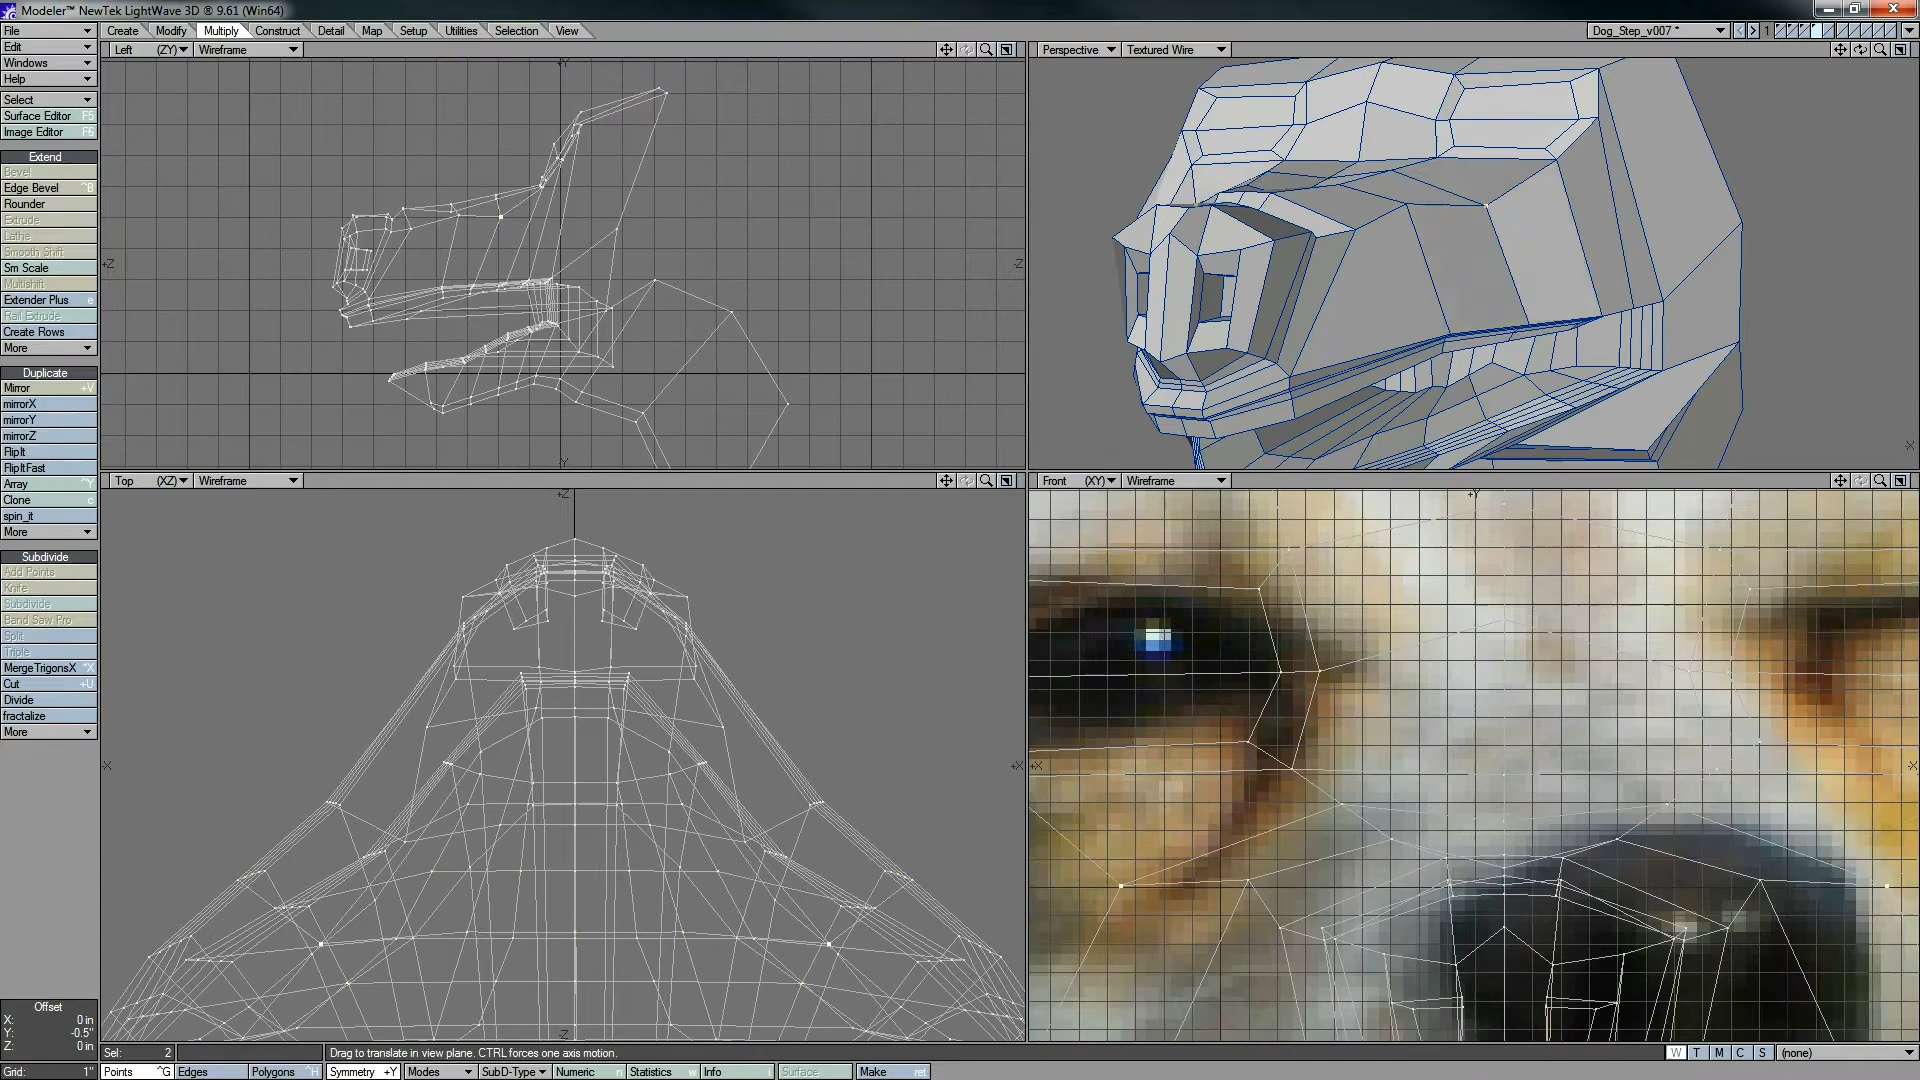 Modeler™ NewTek LightWave 3D ® 9.61 (Win64)
File
Create Modify Multiply Construct Detail Map Setup Utilities Selection View
Dog_Step_v007 *
1
Edit
Windows
Help
Select
Surface Editor F5
Image Editor F6
Extend
Bevel
Edge Bevel ^B
Rounder
Extrude
Lathe
Smooth Shift
Sm Scale
Multishift
Extender Plus e
Rail Extrude
Create Rows
More
Duplicate
Mirror +V
mirrorX
mirrorY
mirrorZ
FlipIt
FlipItFast
Array ^Y
Clone c
spin_it
More
Subdivide
Add Points
Knife
Subdivide
Band Saw Pro
Split
Triple
MergeTrigonsX
Cut +U
Divide
fractalize
More
Offset
X: 0 in
Y: -0.5"
Z: 0 in
Grid: 1"
Left (ZY) Wireframe
+Y
+Z
-Z
-Y
Perspective Textured Wire
-X
Top (XZ) Wireframe
+Z
-X
+X
-Z
Front (XY) Wireframe
+Y
+X
-X
Sel: 2
Drag to translate in view plane. CTRL forces one axis motion.
W T M C S (none)
Points ^G Edges Polygons ^H Symmetry +Y Modes SubD-Type Numeric n Statistics w Info i Surface Make ret